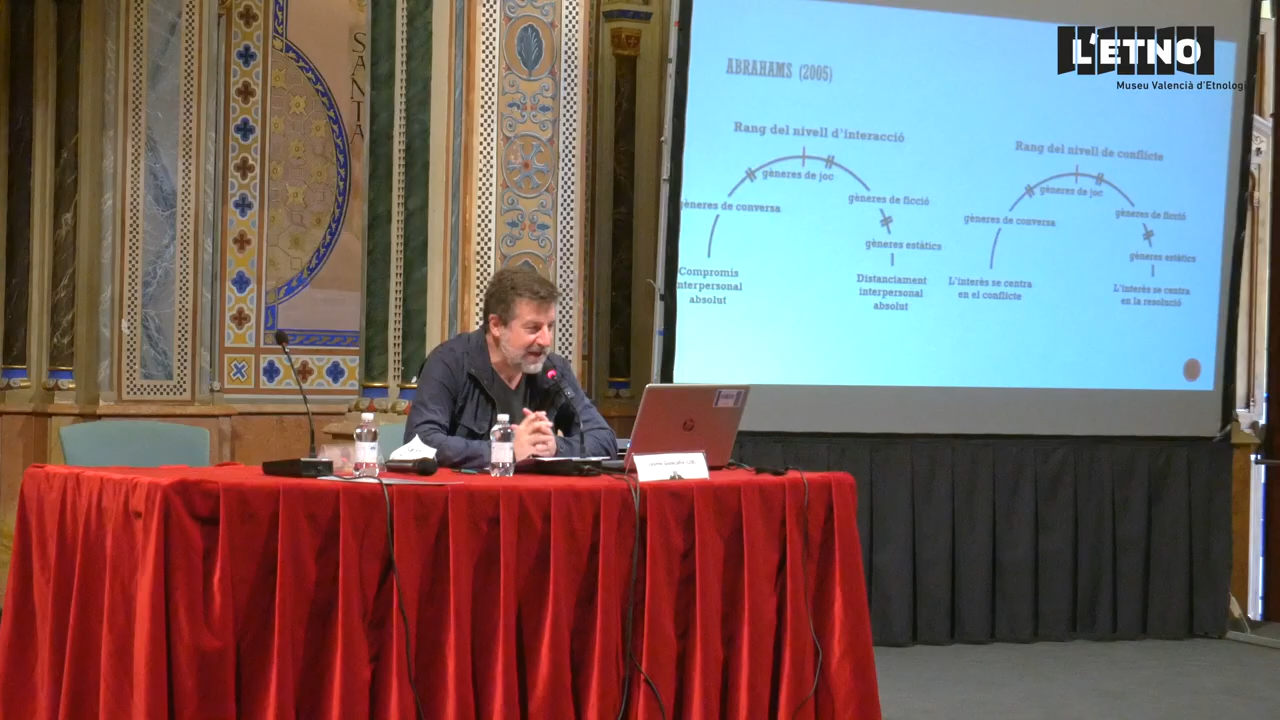 SANTA
L'ETNO
Museu Valencià d'Etnologi
ABRAHAMS (2005)
Rang del nivell d'interacció
gèneres de joc
gèneres de conversa
gèneres de ficció
gèneres estàtics
Compromís
interpersonal
absolut
Distanciament
interpersonal
absolut
Rang del nivell de conflicte
gèneres de joc
gèneres de conversa
gèneres de ficció
gèneres estàtics
L'interès se centra
en el conflicte
L'interès se centra
en la resolució
hp